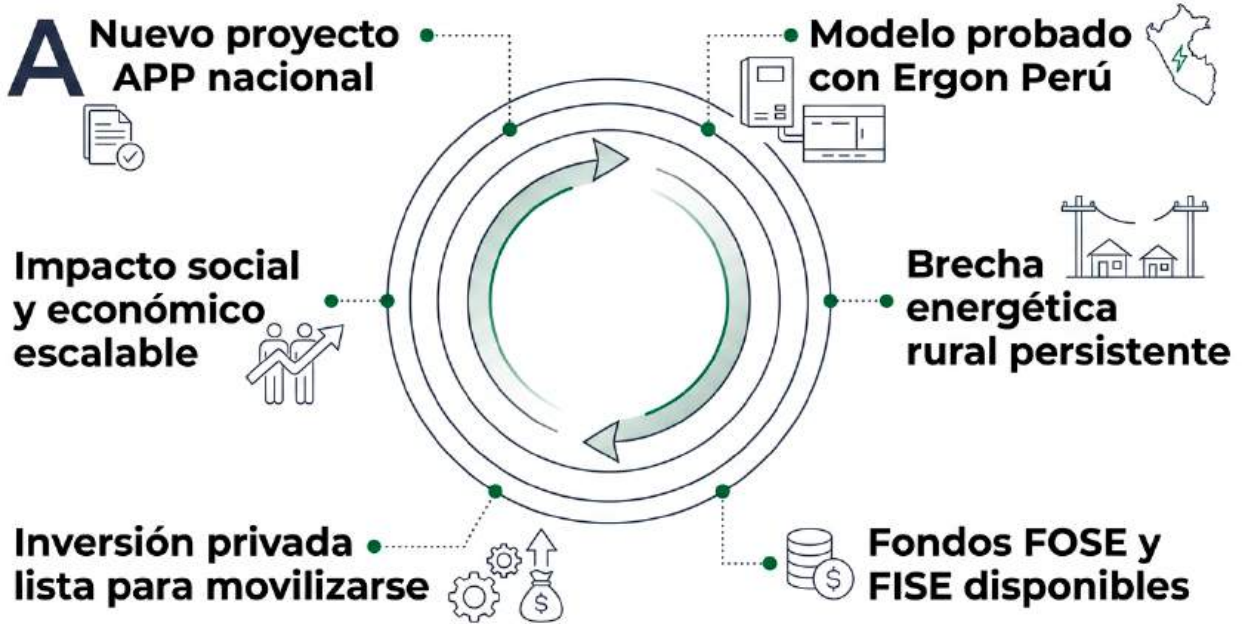 A
Nuevo proyecto
APP nacional
Modelo probado
con Ergon Perú
Impacto social
y económico
escalable
Brecha
energética
rural persistente
Inversión privada
lista para movilizarse
$
$
Fondos FOSE y
FISE disponibles